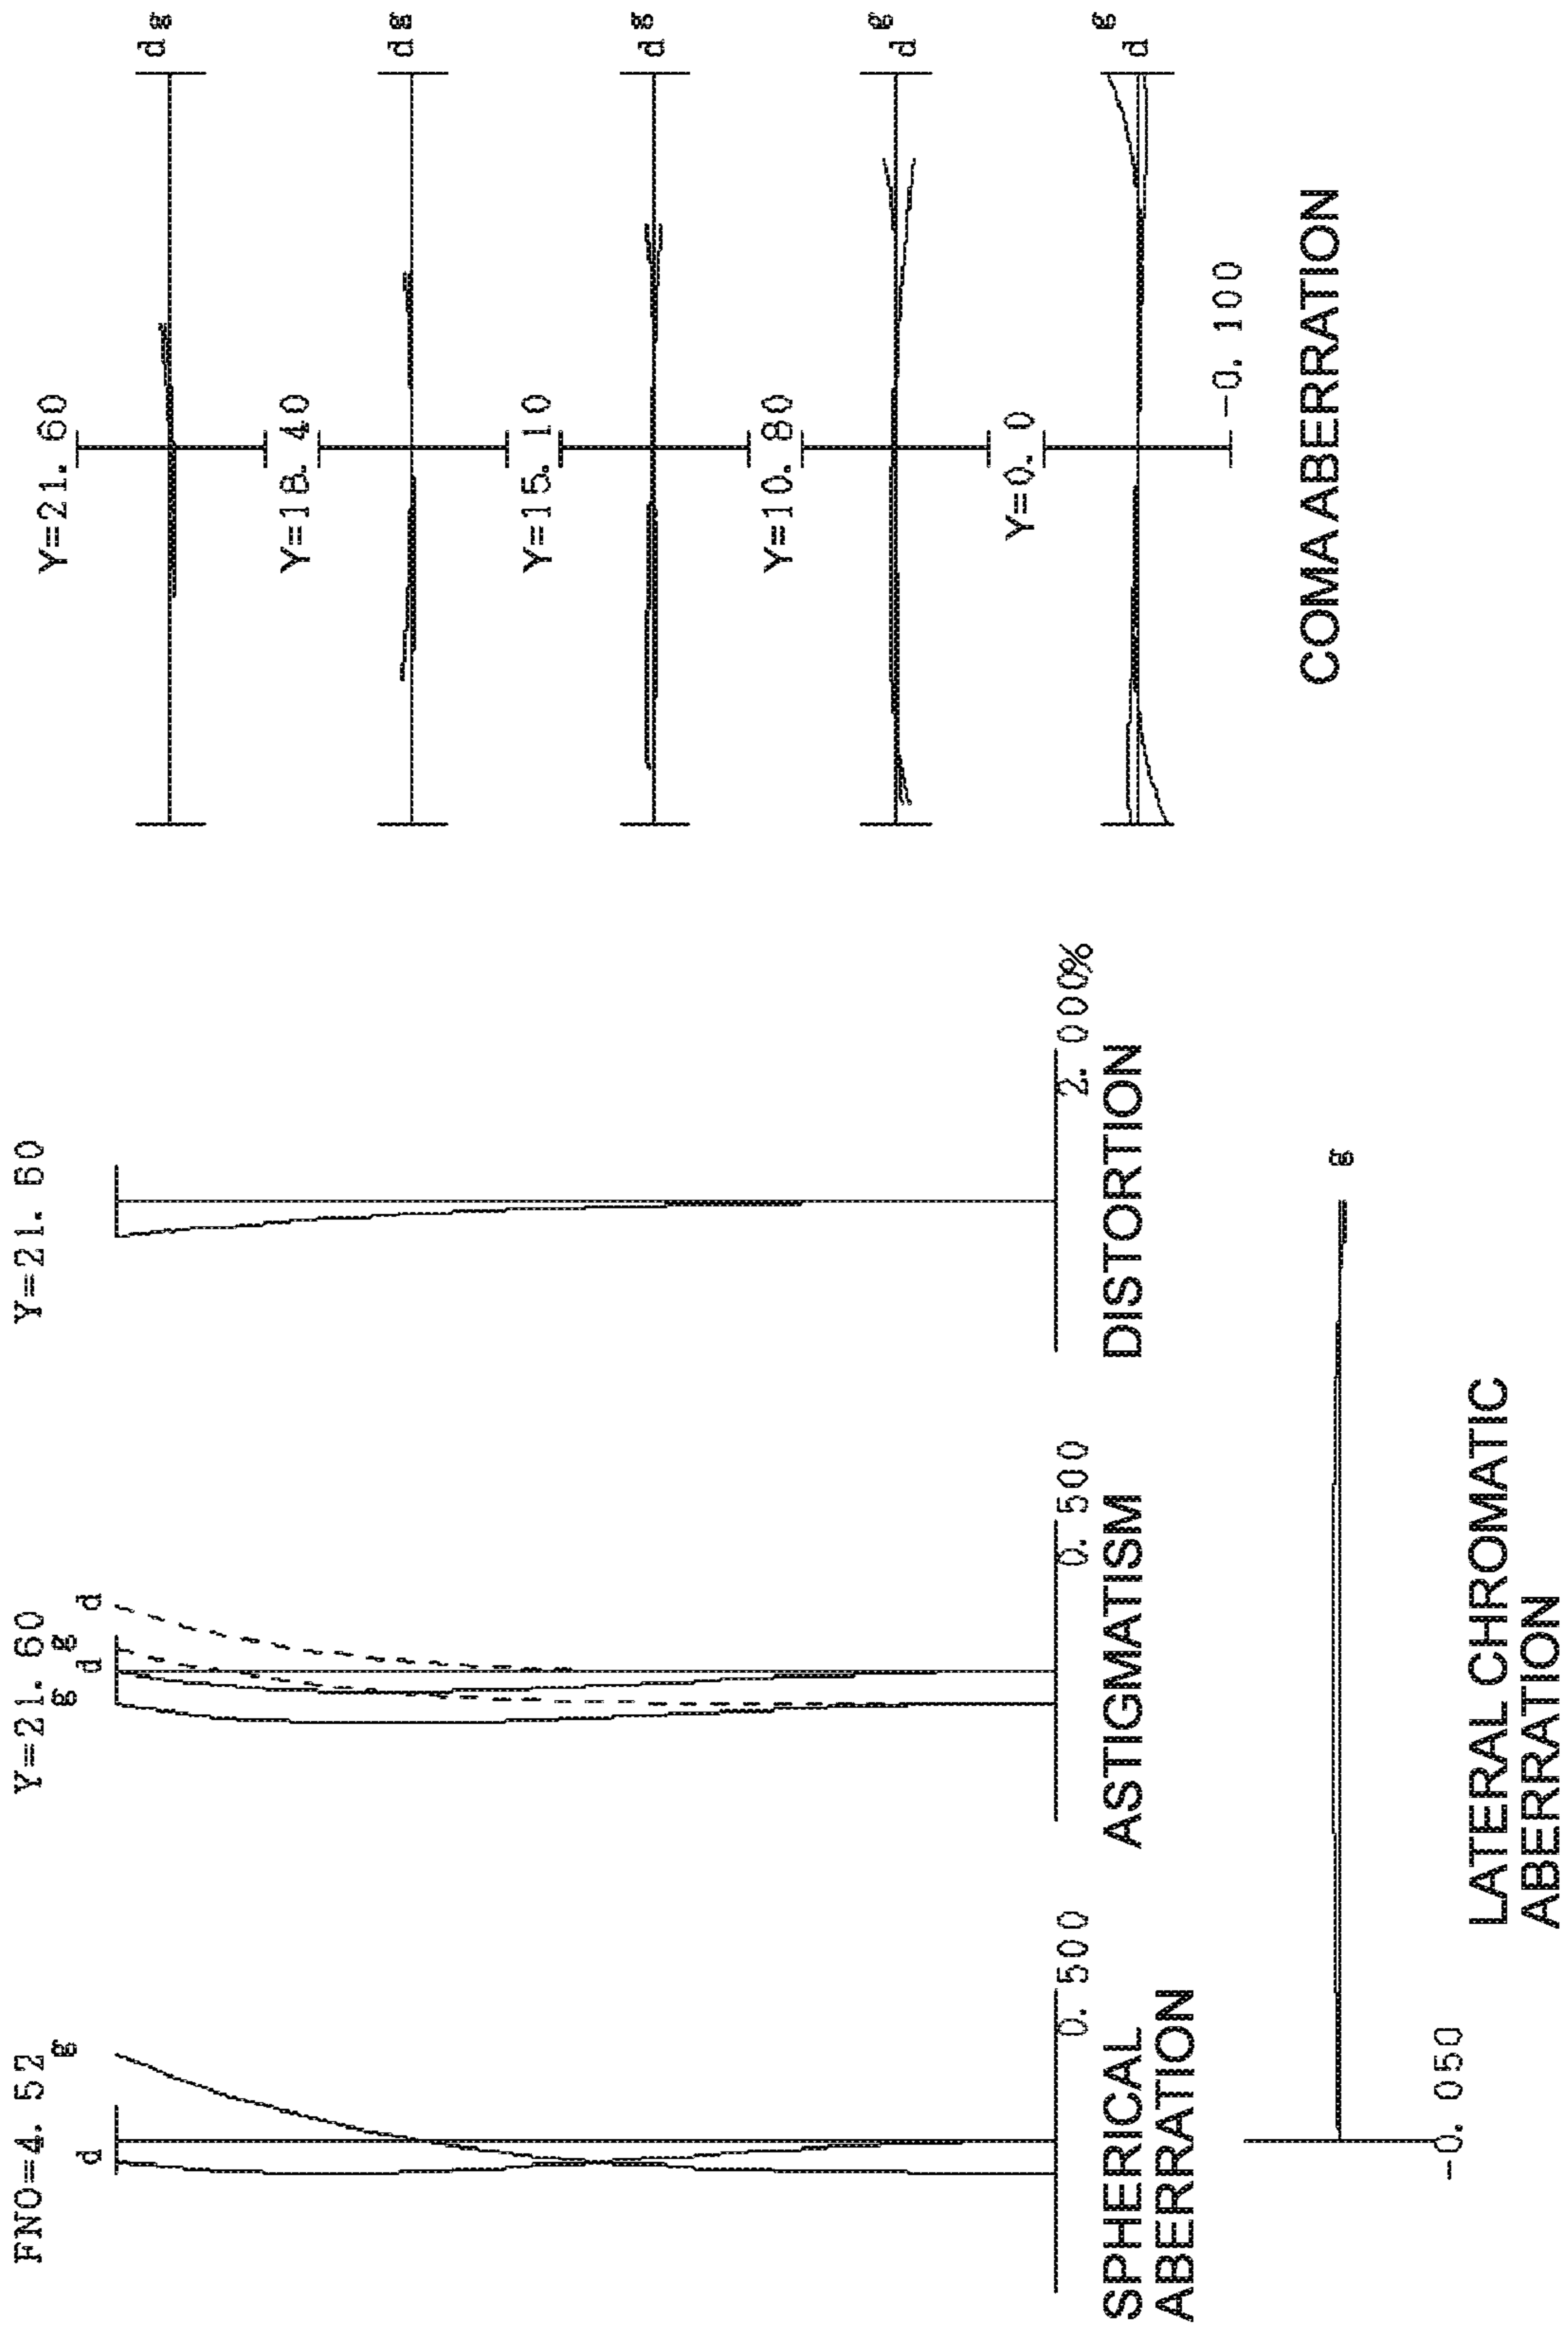 FNO=4. 52
g
d
0. 500
SPHERICAL
ABERRATION
Y=21. 60
g
d
g
d
0. 500
ASTIGMATISM
Y=21. 60
2. 000%
DISTORTION
Y=21. 60
d g
Y=18. 40
d g
Y=15. 10
d g
Y=10. 80
d g
Y=0. 0
d g
-0. 100
COMA ABERRATION
g
-0. 050
LATERAL CHROMATIC
ABERRATION